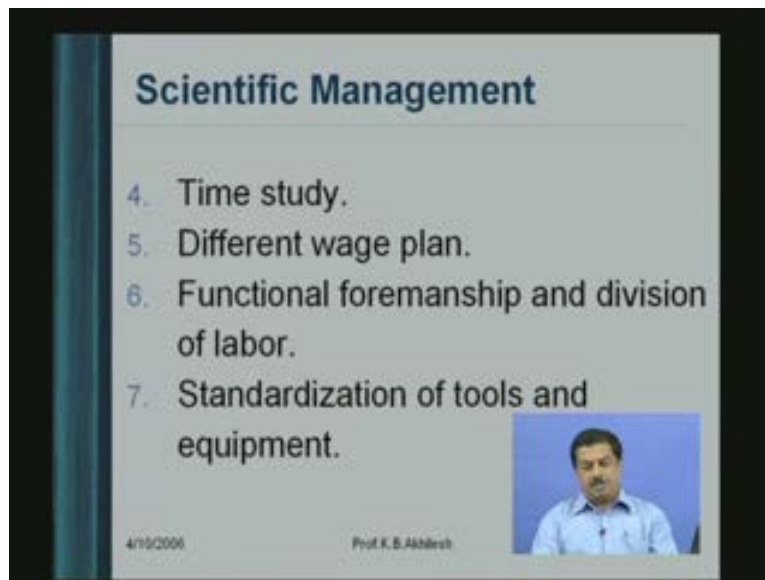 Scientific Management
4. Time study.
5. Different wage plan.
6. Functional foremanship and division
of labor.
7. Standardization of tools and
equipment.
4/10/2006
Prof.K.B.Akhilesh